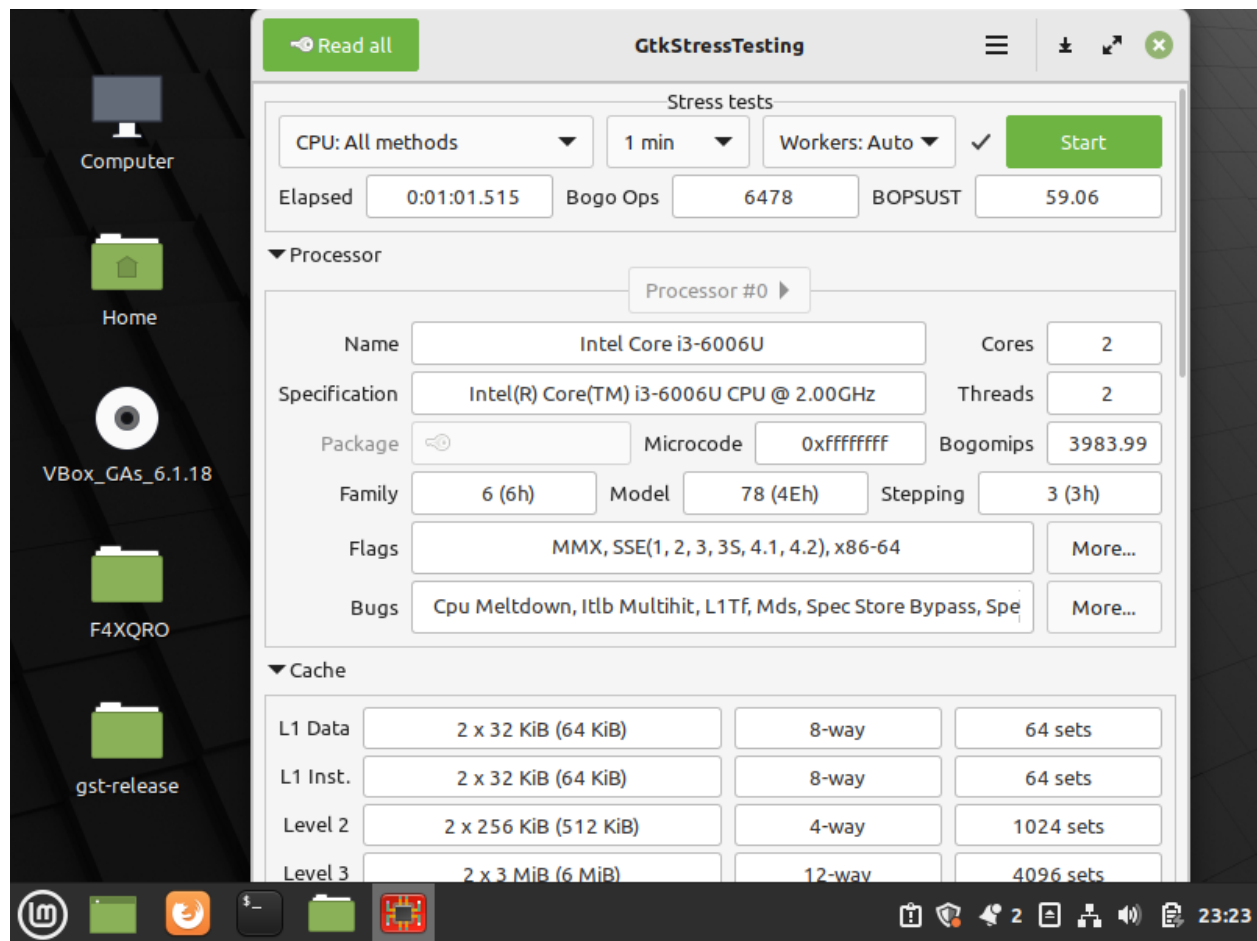 Read all
GtkStressTesting
Stress tests
CPU: All methods
1 min
Workers: Auto
Start
Elapsed
0:01:01.515
Bogo Ops
6478
BOPSUST
59.06
Processor
Processor #0
Name
Intel Core i3-6006U
Cores
2
Specification
Intel(R) Core(TM) i3-6006U CPU @ 2.00GHz
Threads
2
Package
Microcode
0xffffffff
Bogomips
3983.99
Family
6 (6h)
Model
78 (4Eh)
Stepping
3 (3h)
Flags
MMX, SSE(1, 2, 3, 3S, 4.1, 4.2), x86-64
More...
Bugs
Cpu Meltdown, Itlb Multihit, L1Tf, Mds, Spec Store Bypass, Spe
More...
Cache
L1 Data
2 x 32 KiB (64 KiB)
8-way
64 sets
L1 Inst.
2 x 32 KiB (64 KiB)
8-way
64 sets
Level 2
2 x 256 KiB (512 KiB)
4-way
1024 sets
Level 3
2 x 3 MiB (6 MiB)
12-way
4096 sets
Computer
Home
VBox_GAs_6.1.18
F4XQRO
gst-release
lm
$_
2
23:23